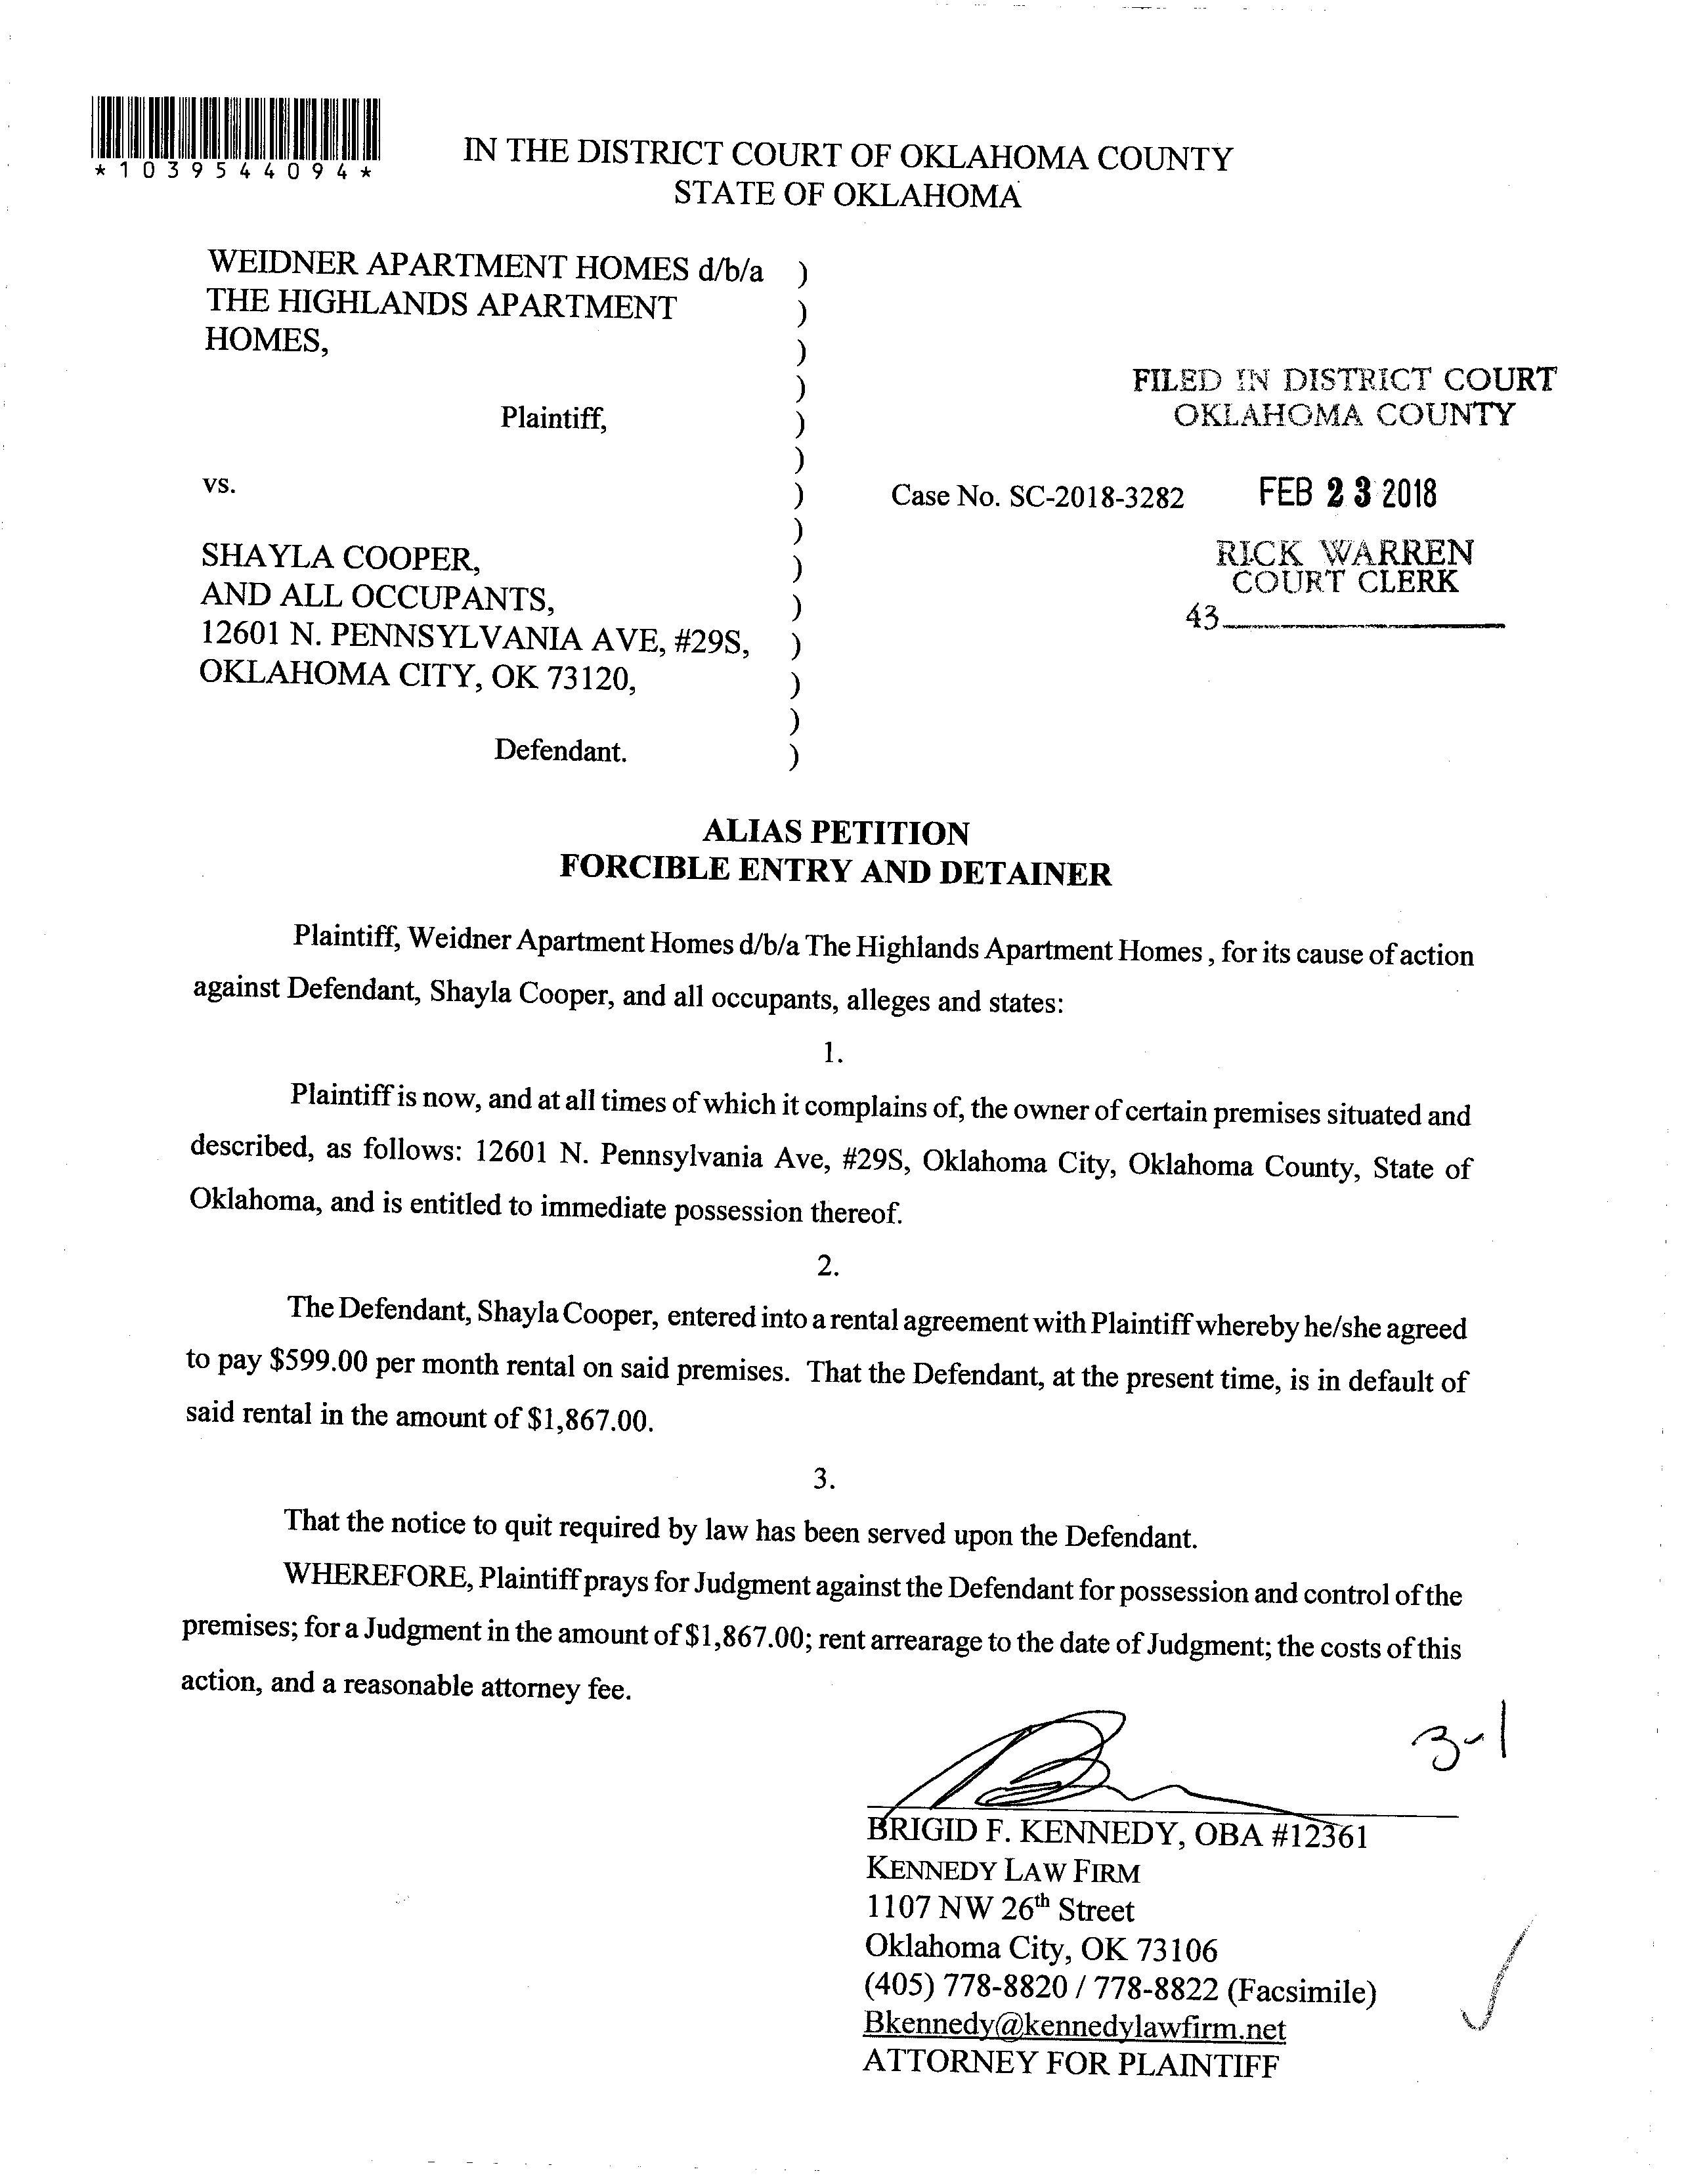 *1039544094*
IN THE DISTRICT COURT OF OKLAHOMA COUNTY
STATE OF OKLAHOMA
WEIDNER APARTMENT HOMES d/b/a )
THE HIGHLANDS APARTMENT )
HOMES, )
)
Plaintiff, )
)
vs. )
)
SHAYLA COOPER, )
AND ALL OCCUPANTS, )
12601 N. PENNSYLVANIA AVE, #29S, )
OKLAHOMA CITY, OK 73120, )
)
Defendant. )
FILED IN DISTRICT COURT
OKLAHOMA COUNTY
Case No. SC-2018-3282
FEB 23 2018
RICK WARREN
COURT CLERK
43
ALIAS PETITION
FORCIBLE ENTRY AND DETAINER
Plaintiff, Weidner Apartment Homes d/b/a The Highlands Apartment Homes , for its cause of action
against Defendant, Shayla Cooper, and all occupants, alleges and states:
1.
Plaintiff is now, and at all times of which it complains of, the owner of certain premises situated and
described, as follows: 12601 N. Pennsylvania Ave, #29S, Oklahoma City, Oklahoma County, State of
Oklahoma, and is entitled to immediate possession thereof.
2.
The Defendant, Shayla Cooper, entered into a rental agreement with Plaintiff whereby he/she agreed
to pay $599.00 per month rental on said premises. That the Defendant, at the present time, is in default of
said rental in the amount of $1,867.00.
3.
That the notice to quit required by law has been served upon the Defendant.
WHEREFORE, Plaintiff prays for Judgment against the Defendant for possession and control of the
premises; for a Judgment in the amount of $1,867.00; rent arrearage to the date of Judgment; the costs of this
action, and a reasonable attorney fee.
3-1
BRIGID F. KENNEDY, OBA #12361
KENNEDY LAW FIRM
1107 NW 26th Street
Oklahoma City, OK 73106
(405) 778-8820 / 778-8822 (Facsimile)
Bkennedy@kennedylawfirm.net
ATTORNEY FOR PLAINTIFF